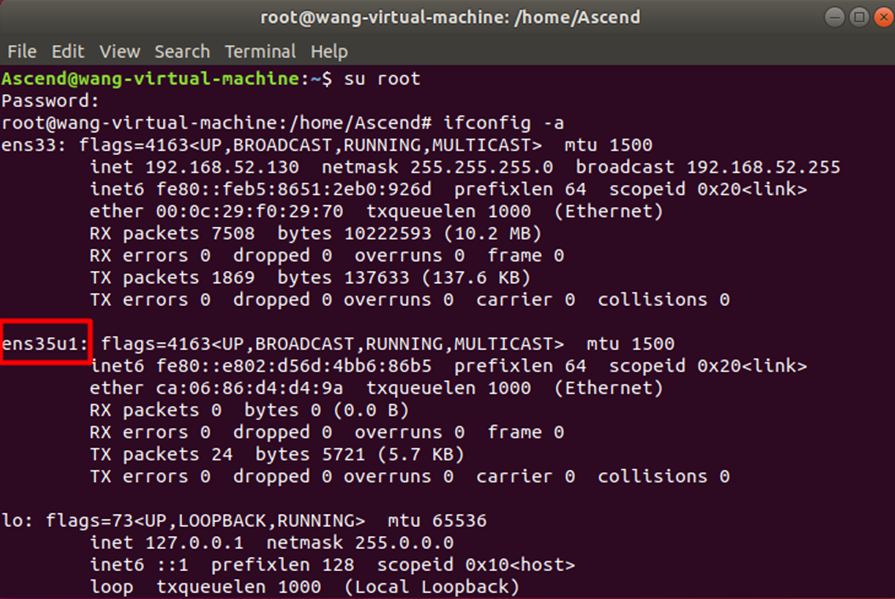 root@wang-virtual-machine: /home/Ascend
File Edit View Search Terminal Help
Ascend@wang-virtual-machine:~$ su root
Password:
root@wang-virtual-machine:/home/Ascend# ifconfig -a
ens33: flags=4163<UP,BROADCAST,RUNNING,MULTICAST>  mtu 1500
        inet 192.168.52.130  netmask 255.255.255.0  broadcast 192.168.52.255
        inet6 fe80::feb5:8651:2eb0:926d  prefixlen 64  scopeid 0x20<link>
        ether 00:0c:29:f0:29:70  txqueuelen 1000  (Ethernet)
        RX packets 7508  bytes 10222593 (10.2 MB)
        RX errors 0  dropped 0  overruns 0  frame 0
        TX packets 1869  bytes 137633 (137.6 KB)
        TX errors 0  dropped 0 overruns 0  carrier 0  collisions 0
ens35u1: flags=4163<UP,BROADCAST,RUNNING,MULTICAST>  mtu 1500
        inet6 fe80::e802:d56d:4bb6:86b5  prefixlen 64  scopeid 0x20<link>
        ether ca:06:86:d4:d4:9a  txqueuelen 1000  (Ethernet)
        RX packets 0  bytes 0 (0.0 B)
        RX errors 0  dropped 0  overruns 0  frame 0
        TX packets 24  bytes 5721 (5.7 KB)
        TX errors 0  dropped 0 overruns 0  carrier 0  collisions 0
lo: flags=73<UP,LOOPBACK,RUNNING>  mtu 65536
        inet 127.0.0.1  netmask 255.0.0.0
        inet6 ::1  prefixlen 128  scopeid 0x10<host>
        loop  txqueuelen 1000  (Local Loopback)